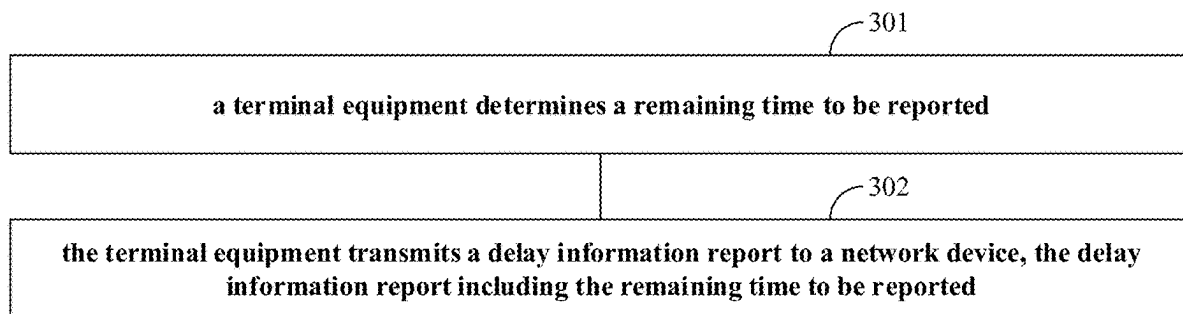 301
a terminal equipment determines a remaining time to be reported
302
the terminal equipment transmits a delay information report to a network device, the delay
information report including the remaining time to be reported